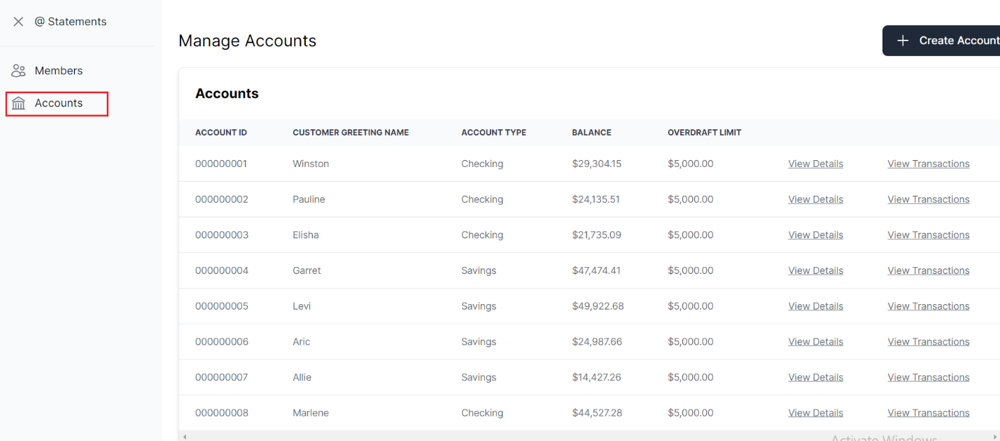 @ Statements
Members
Accounts
Manage Accounts
Create Account
Accounts
ACCOUNT ID CUSTOMER GREETING NAME ACCOUNT TYPE BALANCE OVERDRAFT LIMIT
000000001 Winston Checking $29,304.15 $5,000.00 View Details View Transactions
000000002 Pauline Checking $24,135.51 $5,000.00 View Details View Transactions
000000003 Elisha Checking $21,735.09 $5,000.00 View Details View Transactions
000000004 Garret Savings $47,474.41 $5,000.00 View Details View Transactions
000000005 Levi Savings $49,922.68 $5,000.00 View Details View Transactions
000000006 Aric Savings $24,987.66 $5,000.00 View Details View Transactions
000000007 Allie Savings $14,427.26 $5,000.00 View Details View Transactions
000000008 Marlene Checking $44,527.28 $5,000.00 View Details View Transactions
Activate Windows